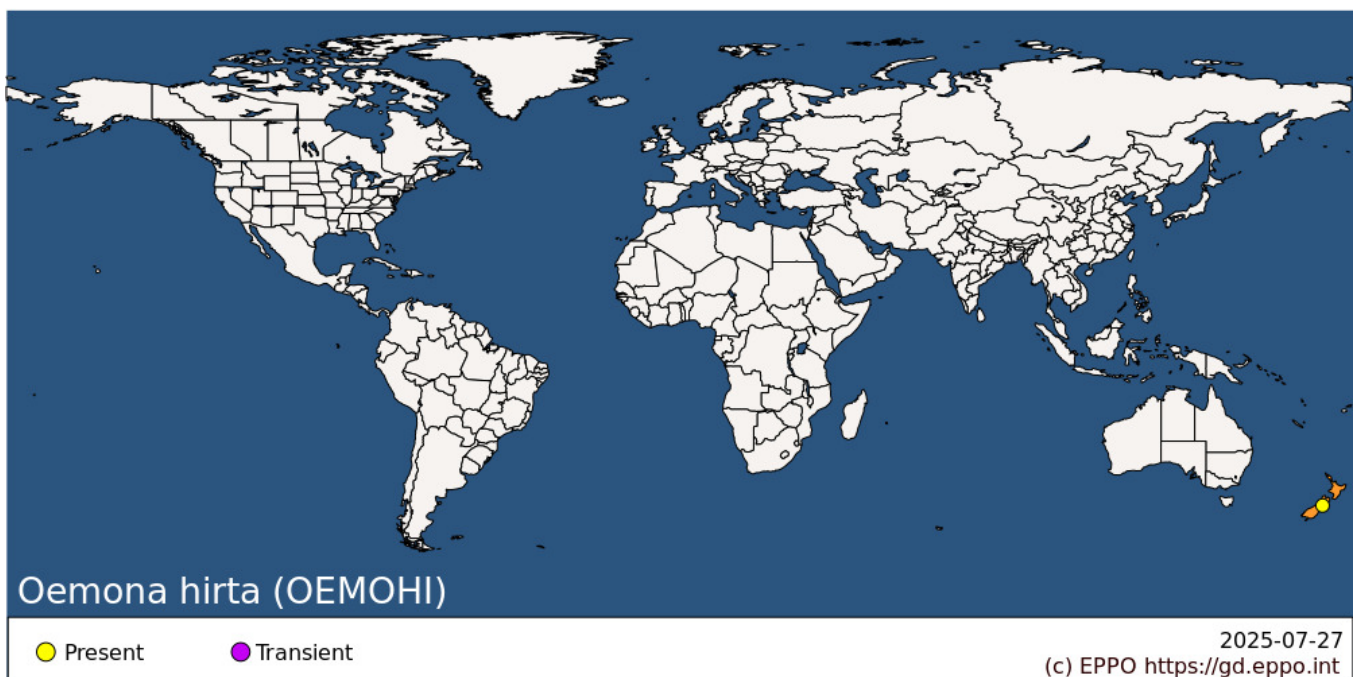 Oemona hirta (OEMOHI)
Present
Transient
2025-07-27
(c) EPPO https://gd.eppo.int